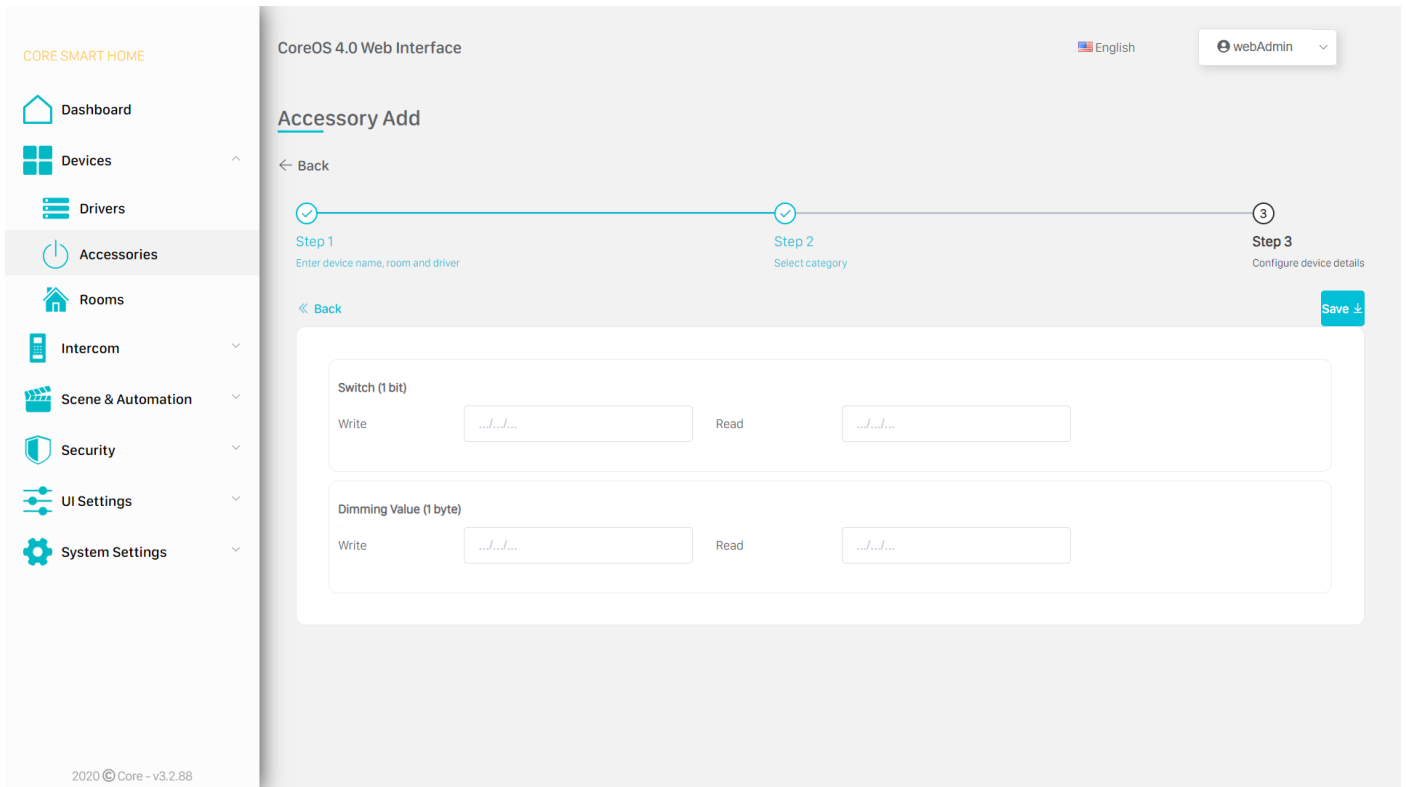 CORE SMART HOME
Dashboard
Devices
Drivers
Accessories
Rooms
Intercom
Scene & Automation
Security
UI Settings
System Settings
2020 © Core - v3.2.88
CoreOS 4.0 Web Interface
English
webAdmin
Accessory Add
← Back
3
Step 1
Step 2
Step 3
Enter device name, room and driver
Select category
Configure device details
« Back
Save
Switch (1 bit)
Write .../.../... Read .../.../...
Dimming Value (1 byte)
Write .../.../... Read .../.../...